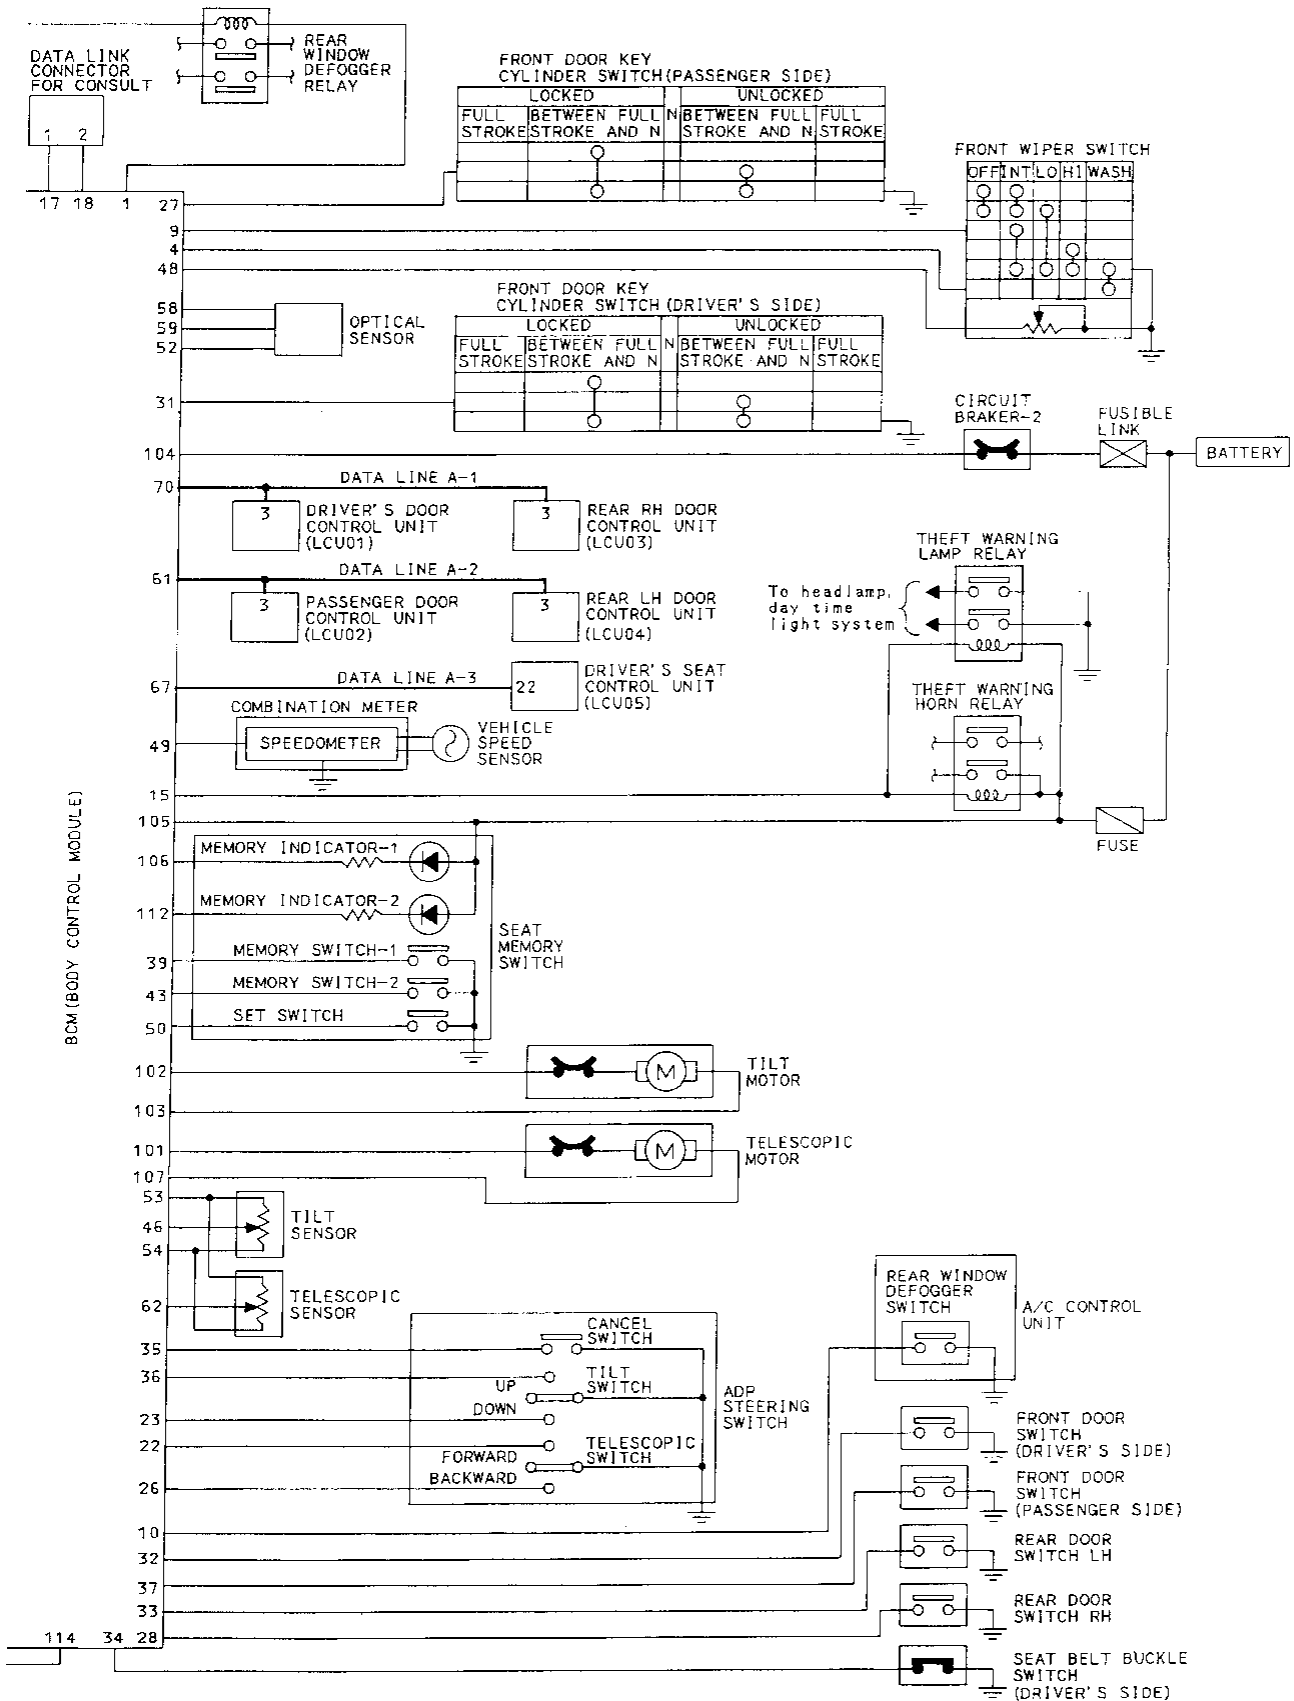 REAR
WINDOW
DEFOGGER
RELAY
DATA LINK
CONNECTOR
FOR CONSULT
1 2
17 18 1
FRONT DOOR KEY
CYLINDER SWITCH(PASSENGER SIDE)
LOCKED UNLOCKED
FULL STROKE
BETWEEN FULL STROKE AND N
N
BETWEEN FULL STROKE AND N
FULL STROKE
FRONT WIPER SWITCH
OFF INT LO HI WASH
27
9
4
48
58
59
52
OPTICAL
SENSOR
FRONT DOOR KEY
CYLINDER SWITCH(DRIVER'S SIDE)
LOCKED UNLOCKED
FULL STROKE
BETWEEN FULL STROKE AND N
N
BETWEEN FULL STROKE AND N
FULL STROKE
31
CIRCUIT
BRAKER-2
FUSIBLE
LINK
BATTERY
104
DATA LINE A-1
70
3
DRIVER'S DOOR
CONTROL UNIT
(LCU01)
3
REAR RH DOOR
CONTROL UNIT
(LCU03)
DATA LINE A-2
61
3
PASSENGER DOOR
CONTROL UNIT
(LCU02)
3
REAR LH DOOR
CONTROL UNIT
(LCU04)
THEFT WARNING
LAMP RELAY
To headlamp,
day time
light system
DATA LINE A-3
67
22
DRIVER'S SEAT
CONTROL UNIT
(LCU05)
THEFT WARNING
HORN RELAY
COMBINATION METER
49
SPEEDOMETER
VEHICLE
SPEED
SENSOR
15
105
FUSE
BCM(BODY CONTROL MODULE)
106
MEMORY INDICATOR-1
112
MEMORY INDICATOR-2
39
MEMORY SWITCH-1
43
MEMORY SWITCH-2
50
SET SWITCH
SEAT
MEMORY
SWITCH
102
M
TILT
MOTOR
103
101
M
TELESCOPIC
MOTOR
107
53
46
54
TILT
SENSOR
62
TELESCOPIC
SENSOR
35
CANCEL
SWITCH
36
UP
TILT
SWITCH
23
DOWN
22
FORWARD
TELESCOPIC
SWITCH
26
BACKWARD
ADP
STEERING
SWITCH
REAR WINDOW
DEFOGGER
SWITCH
A/C CONTROL
UNIT
FRONT DOOR
SWITCH
(DRIVER'S SIDE)
FRONT DOOR
SWITCH
(PASSENGER SIDE)
10
32
37
33
REAR DOOR
SWITCH LH
REAR DOOR
SWITCH RH
114 34 28
SEAT BELT BUCKLE
SWITCH
(DRIVER'S SIDE)